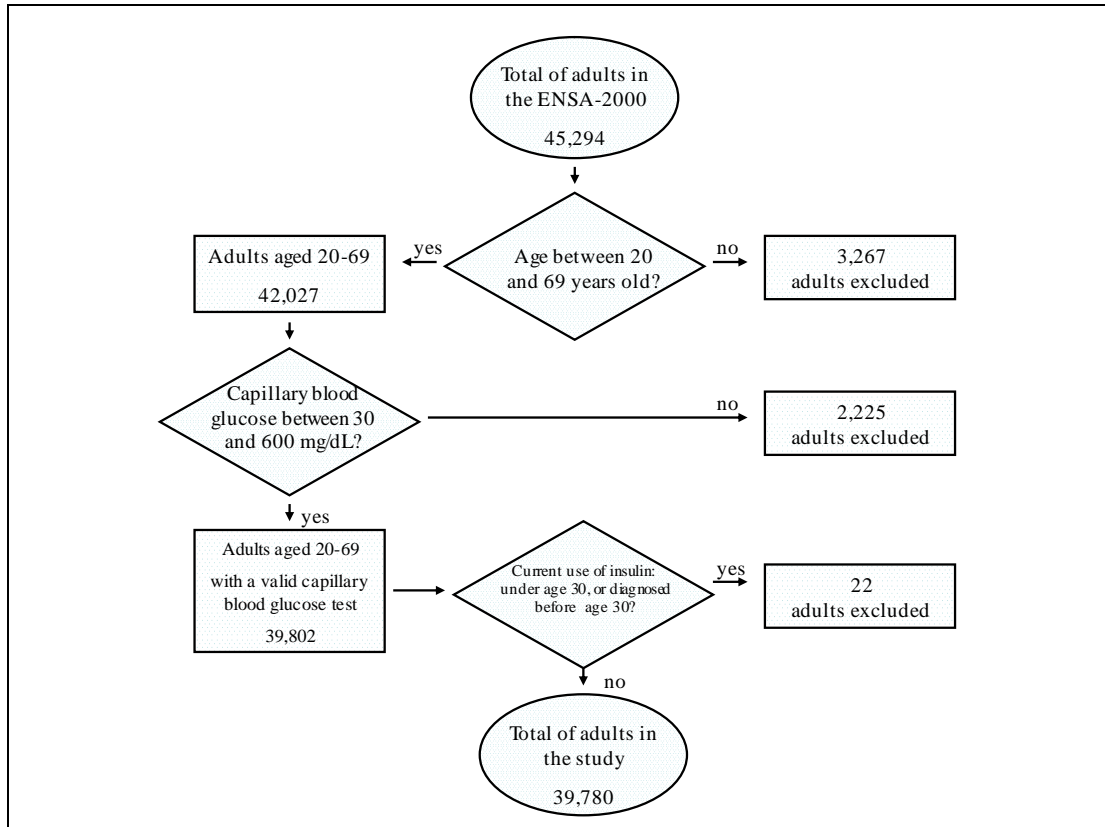 Total of adults in
the ENSA-2000
45,294
yes
no
Adults aged 20-69
42,027
Age between 20
and 69 years old?
3,267
adults excluded
Capillary blood
glucose between 30
and 600 mg/dL?
no
2,225
adults excluded
yes
Adults aged 20-69
with a valid capillary
blood glucose test
39,802
Current use of insulin:
under age 30, or diagnosed
before age 30?
yes
22
adults excluded
no
Total of adults in
the study
39,780